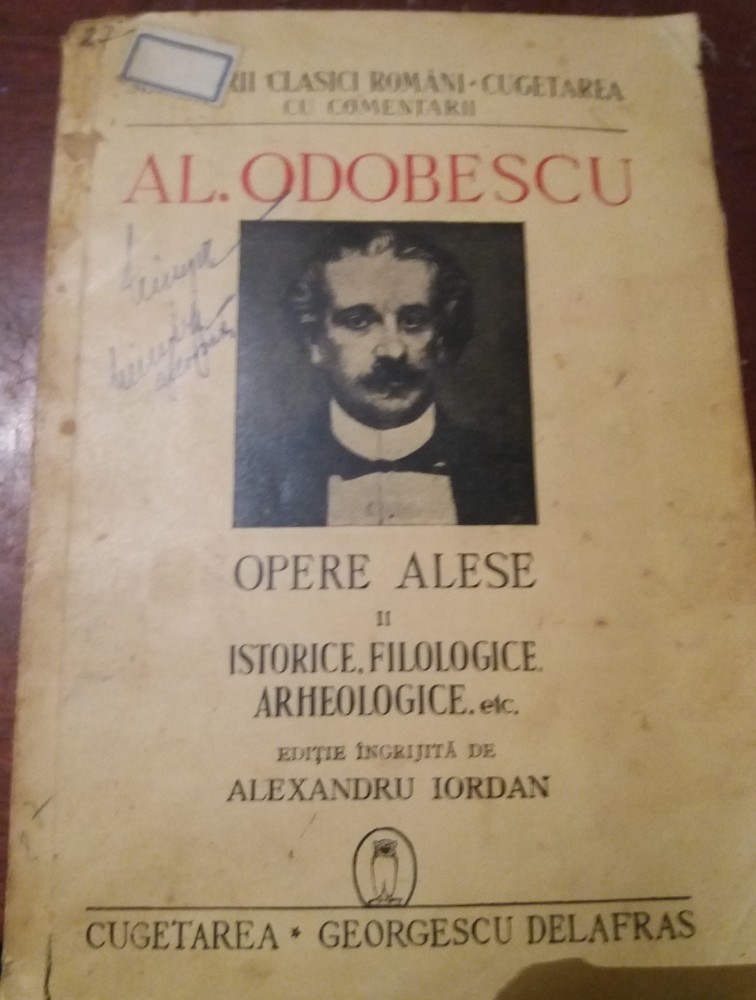 27
CLASICI ROMÂNI - CUGETAREA
CU COMENTARII
AL. ODOBESCU
OPERE ALESE
II
ISTORICE, FILOLOGICE,
ARHEOLOGICE. etc.
EDIȚIE ÎNGRIJITĂ DE
ALEXANDRU IORDAN
CUGETAREA * GEORGESCU DELAFRAS